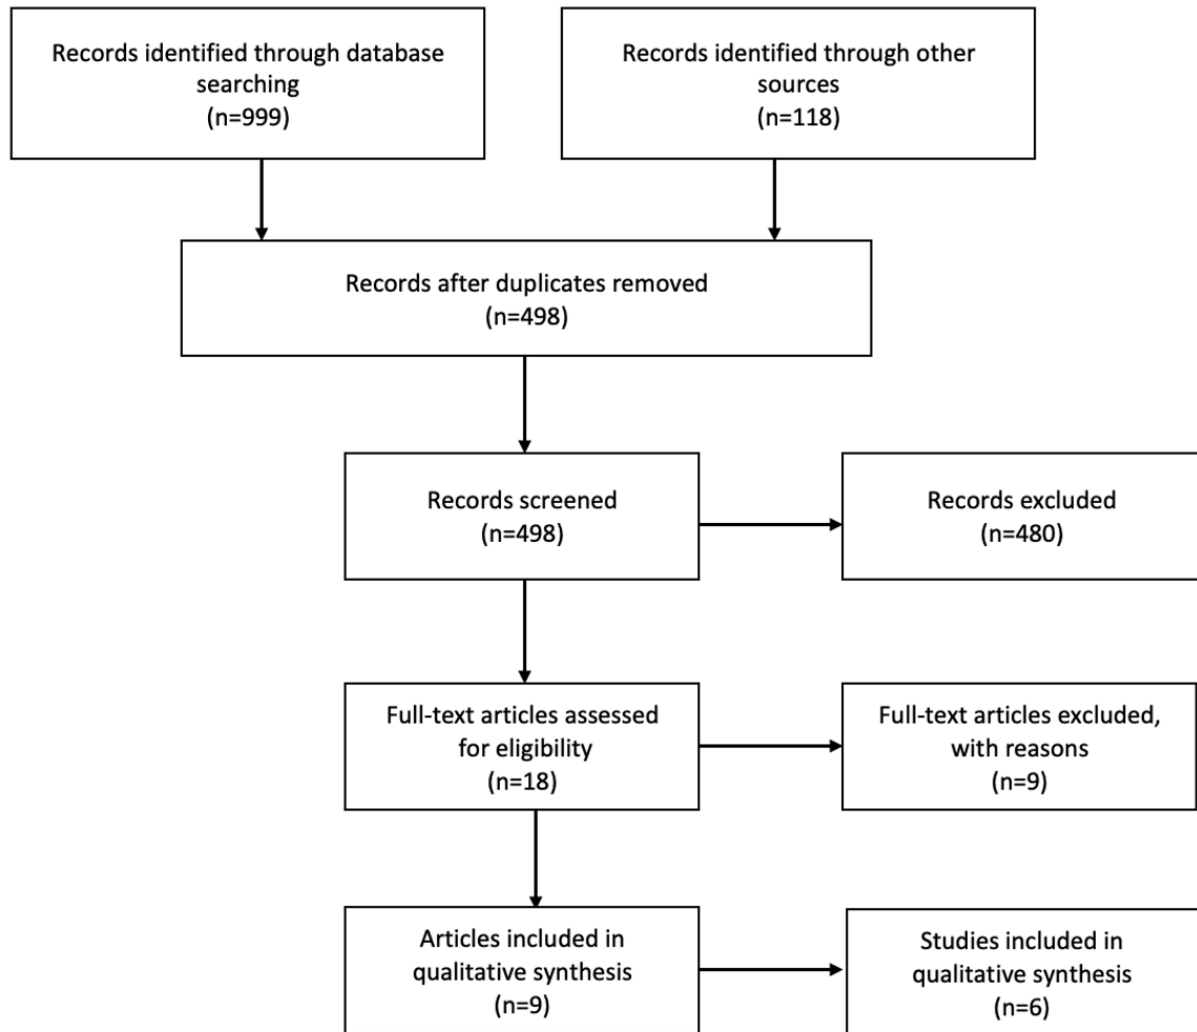 Records identified through database
searching
(n=999)
Records identified through other
sources
(n=118)
Records after duplicates removed
(n=498)
Records screened
(n=498)
Records excluded
(n=480)
Full-text articles assessed
for eligibility
(n=18)
Full-text articles excluded,
with reasons
(n=9)
Articles included in
qualitative synthesis
(n=9)
Studies included in
qualitative synthesis
(n=6)